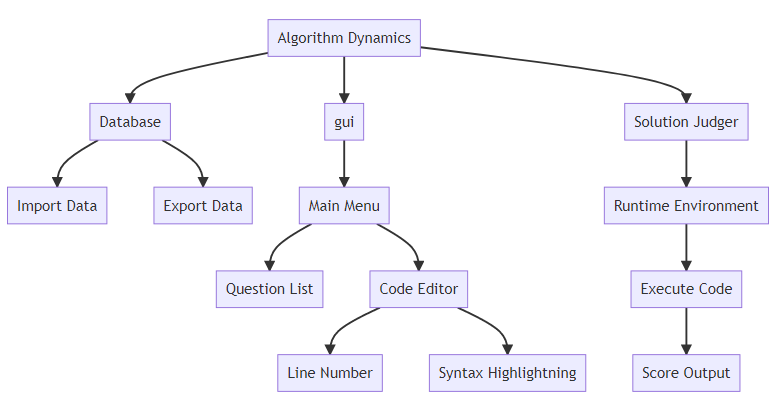 Algorithm Dynamics
Database
gui
Solution Judger
Import Data
Export Data
Main Menu
Runtime Environment
Question List
Code Editor
Execute Code
Line Number
Syntax Highlightning
Score Output